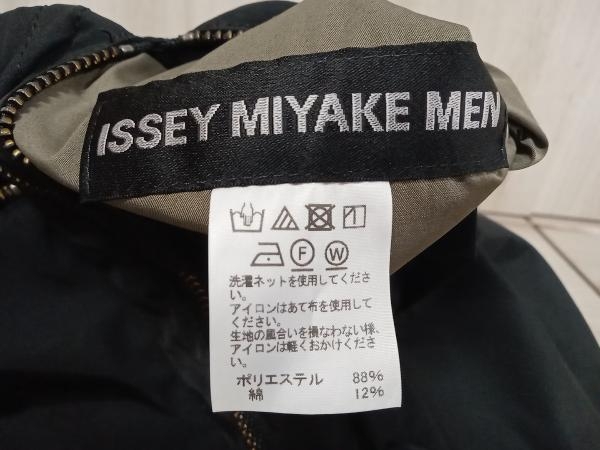 ISSEY MIYAKE MEN
F W
洗濯ネットを使用してくださ
い。
アイロンはあて布を使用して
ください。
生地の風合いを損なわない様、
アイロンは軽くおかけくださ
い。
ポリエステル 88%
綿 12%